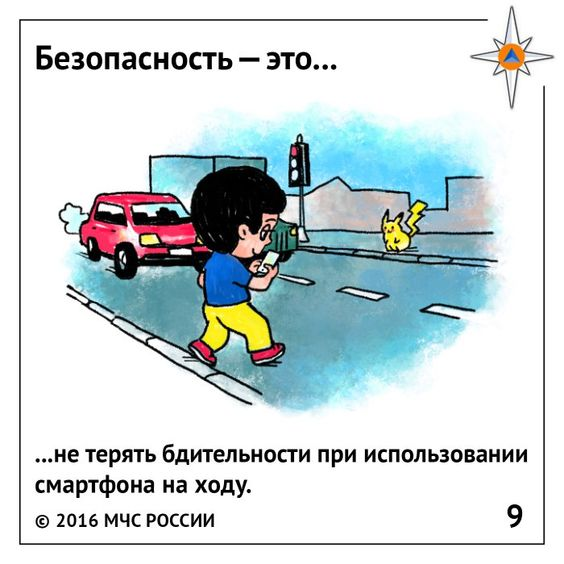 Безопасность – это...
...не терять бдительности при использовании
смартфона на ходу.
© 2016 МЧС РОССИИ
9